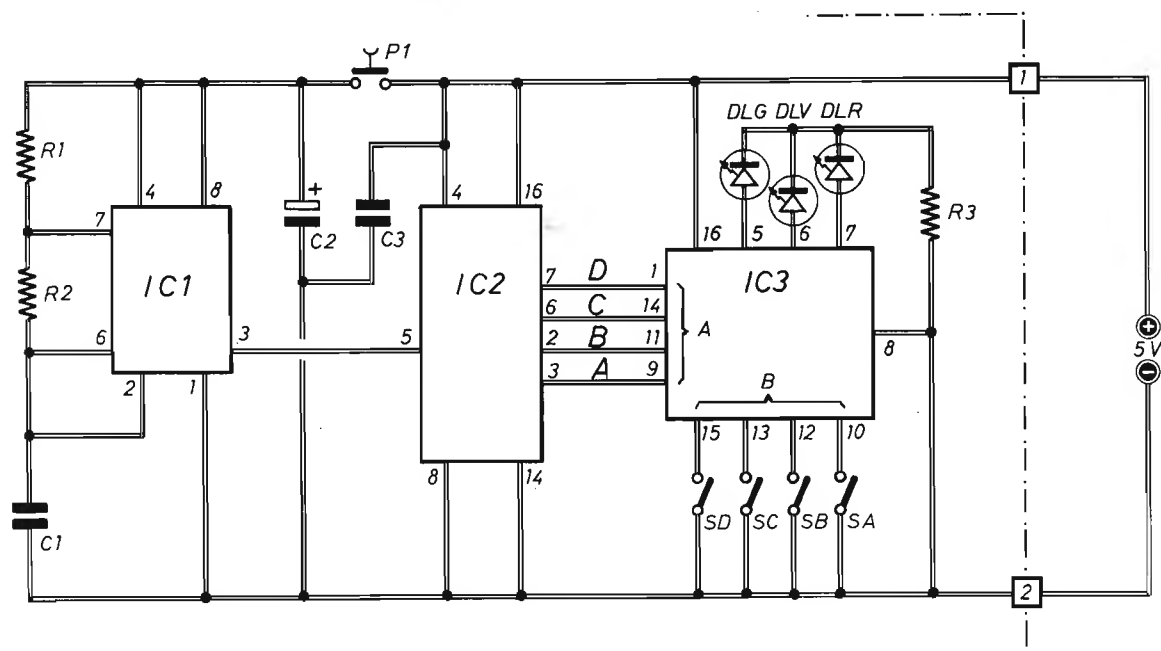 P1
1
DLG DLV DLR
R1
4 8
+
4 16
R3
7
C2 C3
16 5 6 7
IC1
IC2
IC3
R2
7 D 1
6 C 14
A
+
5 V
-
6 3 5
2 B 11
8
3 A 9
2 1
B
15 13 12 10
8 14
SD SC SB SA
C1
2